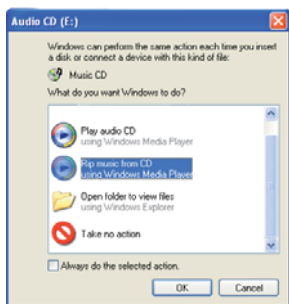 Audio CD (E:)
Windows can perform the same action each time you insert
a disk or connect a device with this kind of file:
Music CD
What do you want Windows to do?
Play audio CD
using Windows Media Player
Rip music from CD
using Windows Media Player
Open folder to view files
using Windows Explorer
Take no action
Always do the selected action.
OK
Cancel